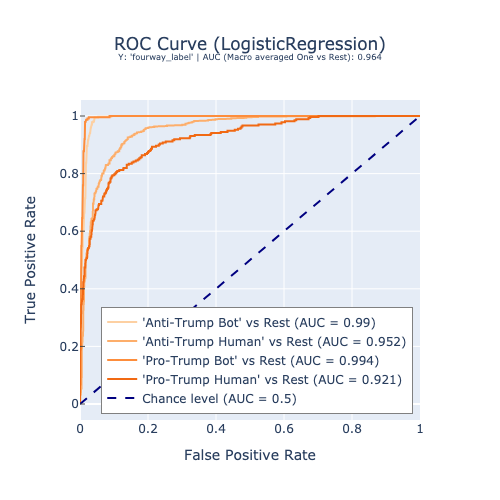 ROC Curve (LogisticRegression)
Y: 'fourway_label' | AUC (Macro averaged One vs Rest): 0.964
True Positive Rate
1
0.8
0.6
0.4
0.2
0
'Anti-Trump Bot' vs Rest (AUC = 0.99)
'Anti-Trump Human' vs Rest (AUC = 0.952)
'Pro-Trump Bot' vs Rest (AUC = 0.994)
'Pro-Trump Human' vs Rest (AUC = 0.921)
Chance level (AUC = 0.5)
0 0.2 0.4 0.6 0.8 1
False Positive Rate